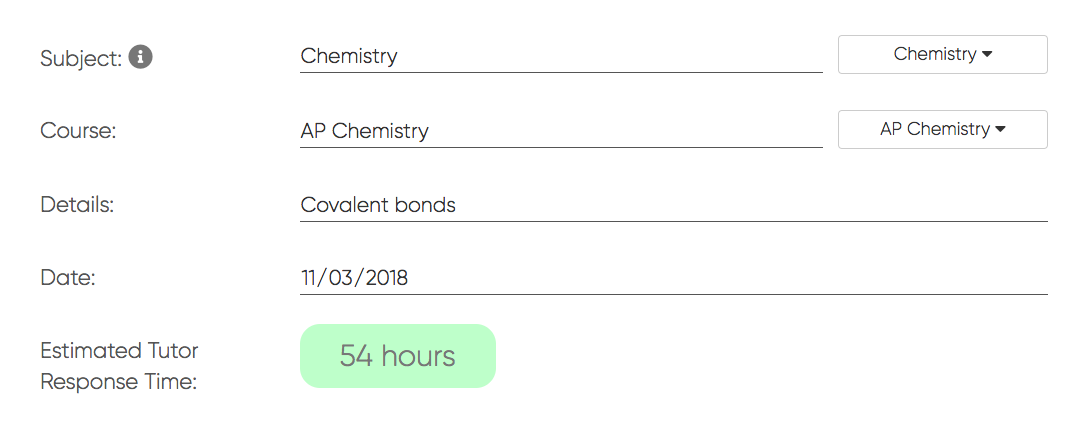 Subject: Chemistry Chemistry
Course: AP Chemistry AP Chemistry
Details: Covalent bonds
Date: 11/03/2018
Estimated Tutor
Response Time:
54 hours